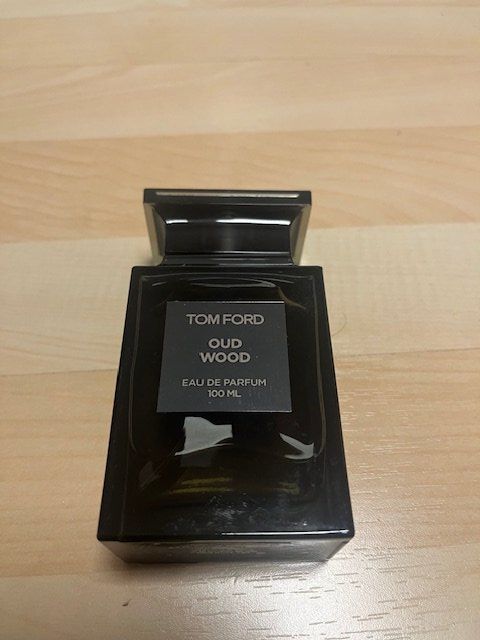 TOM FORD
OUD
WOOD
EAU DE PARFUM
100 ML